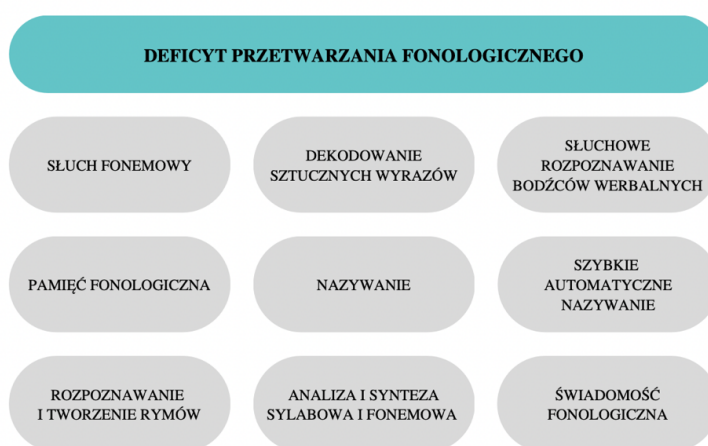 DEFICYT PRZETWARZANIA FONOLOGICZNEGO
SŁUCH FONEMOWY
DEKODOWANIE
SZTUCZNYCH WYRAZÓW
SŁUCHOWE
ROZPOZNAWANIE
BODŹCÓW WERBALNYCH
PAMIĘĆ FONOLOGICZNA
NAZYWANIE
SZYBKIE
AUTOMATYCZNE
NAZYWANIE
ROZPOZNAWANIE
I TWORZENIE RYMÓW
ANALIZA I SYNTEZA
SYLABOWA I FONEMOWA
ŚWIADOMOŚĆ
FONOLOGICZNA